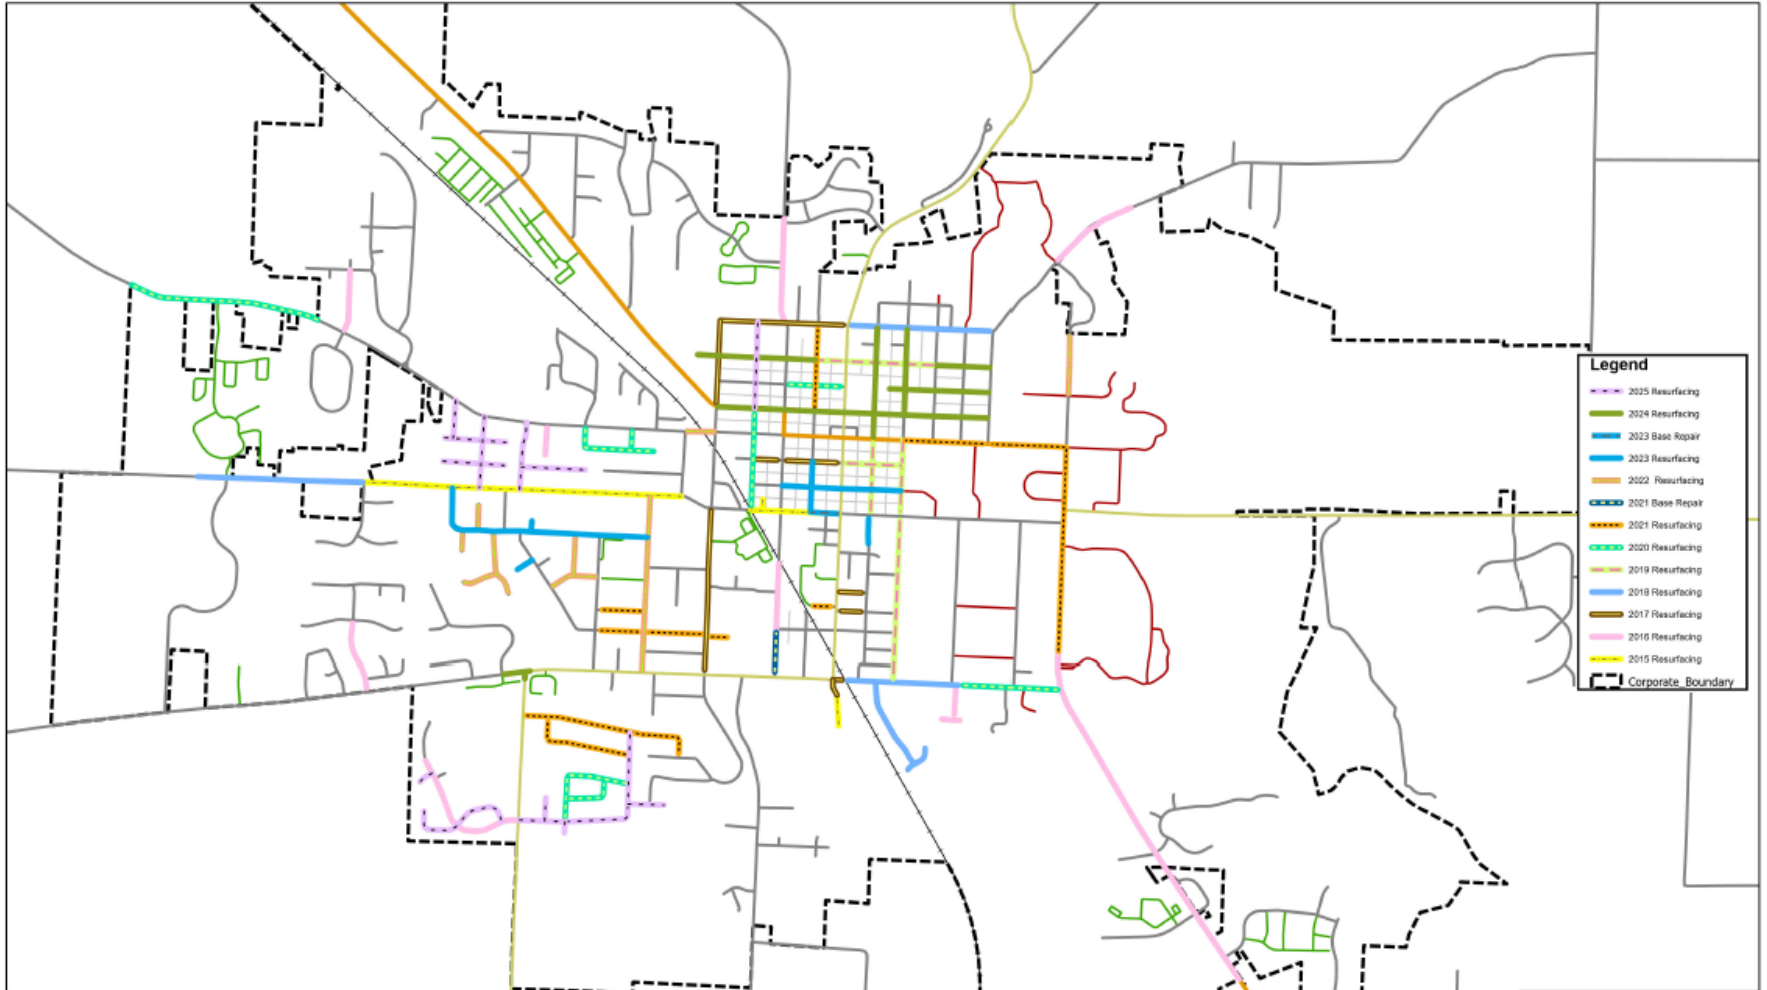 Legend
2025 Resurfacing
2024 Resurfacing
2023 Base Repair
2023 Resurfacing
2022 Resurfacing
2021 Base Repair
2021 Resurfacing
2020 Resurfacing
2019 Resurfacing
2018 Resurfacing
2017 Resurfacing
2016 Resurfacing
2015 Resurfacing
Corporate_Boundary